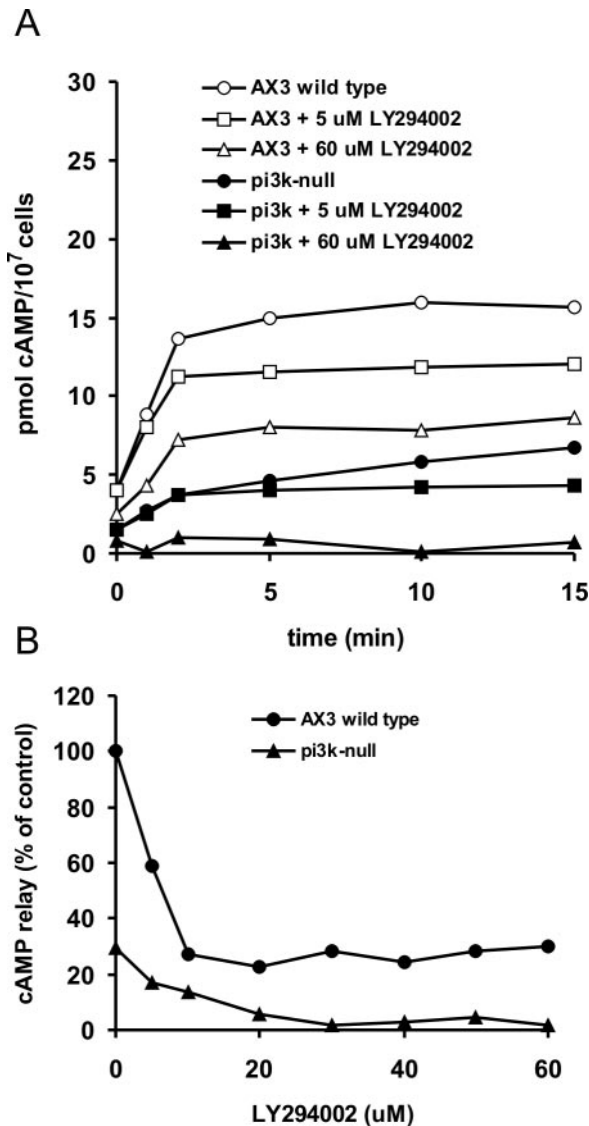 A
30
25
20
15
10
5
0
pmol cAMP/10⁷ cells
AX3 wild type
AX3 + 5 uM LY294002
AX3 + 60 uM LY294002
pi3k-null
pi3k + 5 uM LY294002
pi3k + 60 uM LY294002
0 5 10 15
time (min)
B
120
100
80
60
40
20
0
cAMP relay (% of control)
AX3 wild type
pi3k-null
0 20 40 60
LY294002 (uM)